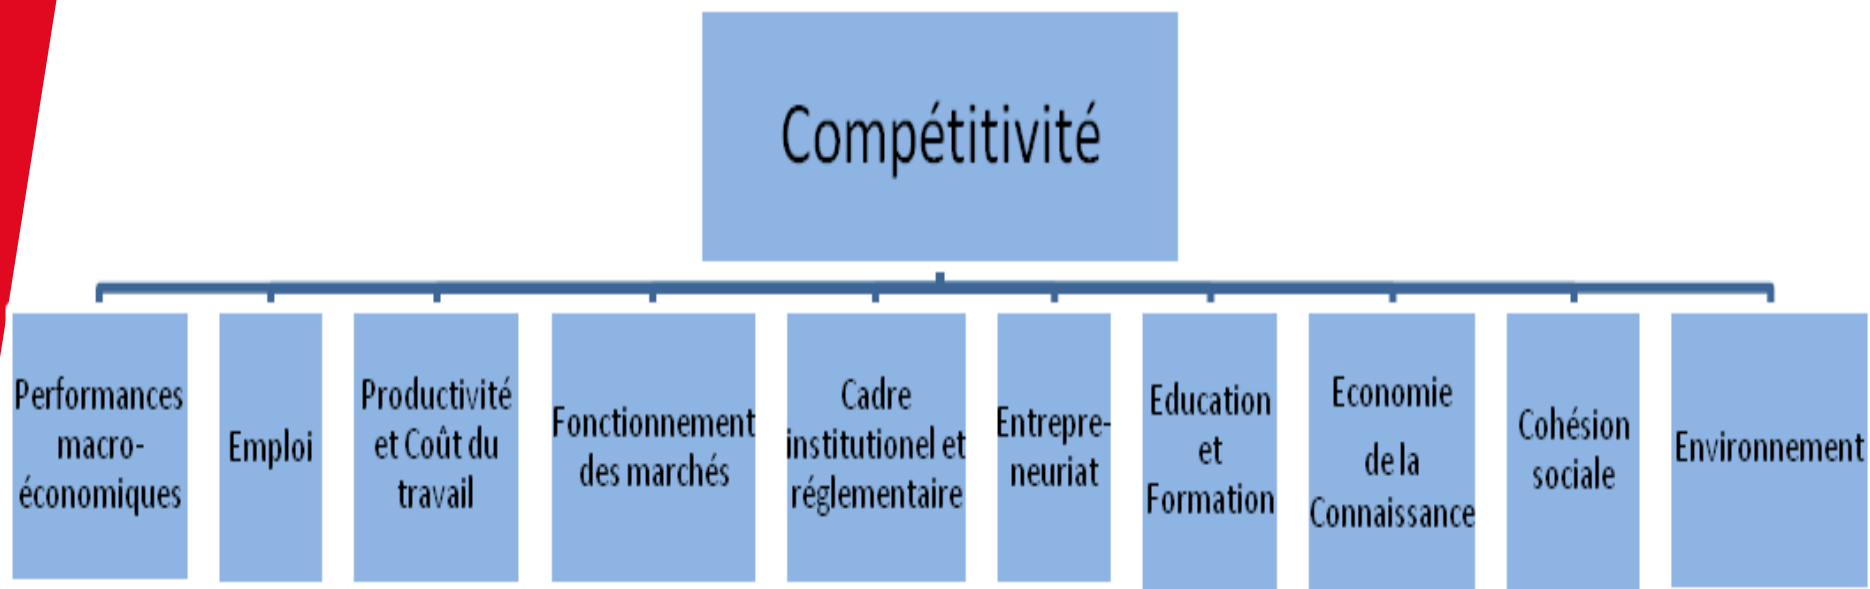 Compétitivité
Performances
macro-
économiques
Emploi
Productivité
et Coût du
travail
Fonctionnement
des marchés
Cadre
institutionel et
réglementaire
Entrepre-
neuriat
Education
et
Formation
Economie
de la
Connaissance
Cohésion
sociale
Environnement